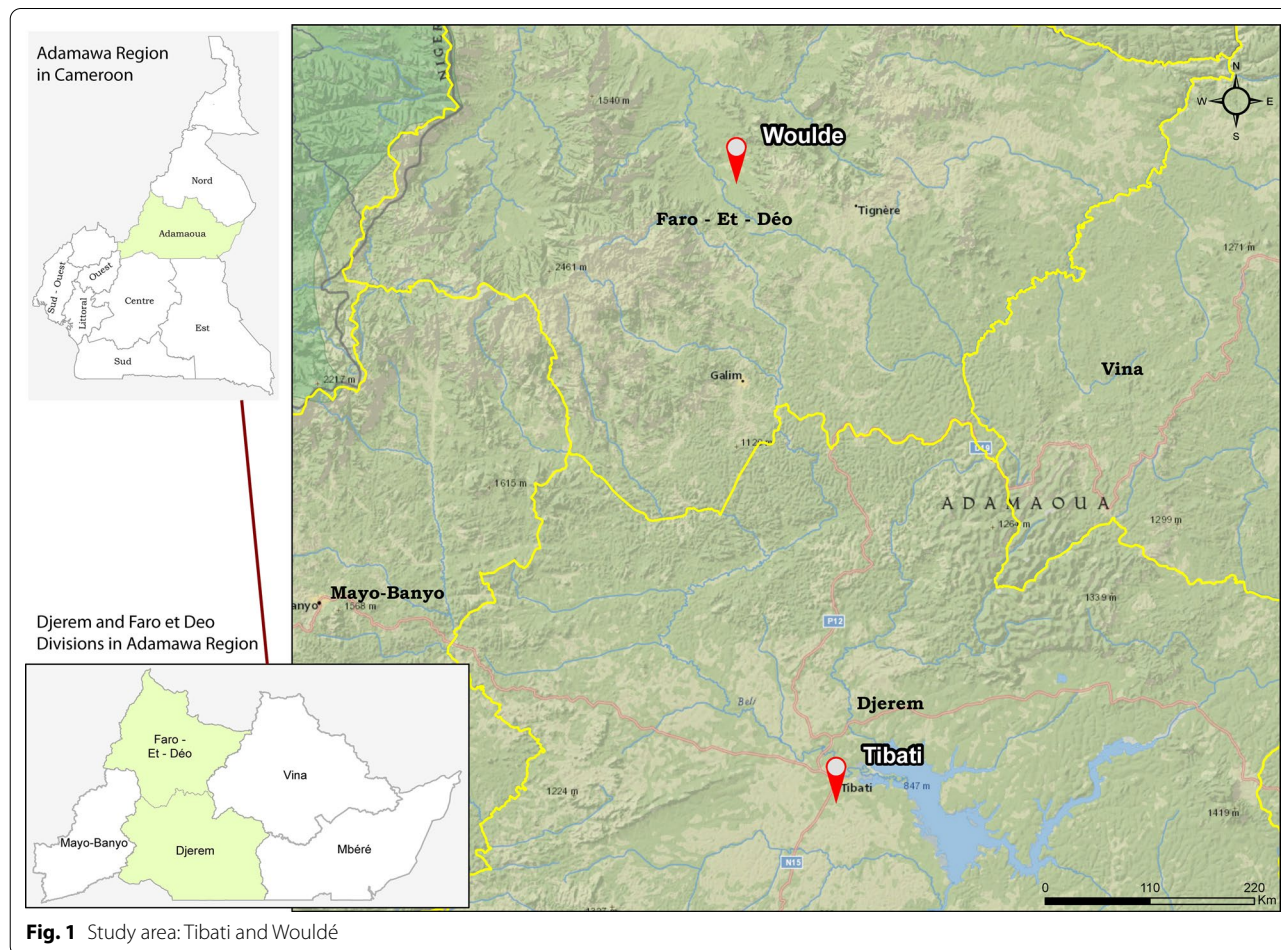 Adamawa Region
in Cameroon
Nord
Adamaoua
Sud - Ouest
Ouest
Littoral
Centre
Est
Sud
Djerem and Faro et Deo
Divisions in Adamawa Region
Faro -
Et - Déo
Vina
Mayo-Banyo
Djerem
Mbéré
NIGER
1540 m
N
W
E
S
Woulde
Faro - Et - Déo
Tignère
1271 m
2461 m
Vina
2217 m
Galim
D19
1615 m
ADAMAOUA
1264 m
1299 m
Mayo-Banyo
anyo
1568 m
1339 m
P12
Djerem
Tibati
Tibati
847 m
1224 m
1419 m
N15
0 110 220
Km
Fig. 1 Study area: Tibati and Wouldé